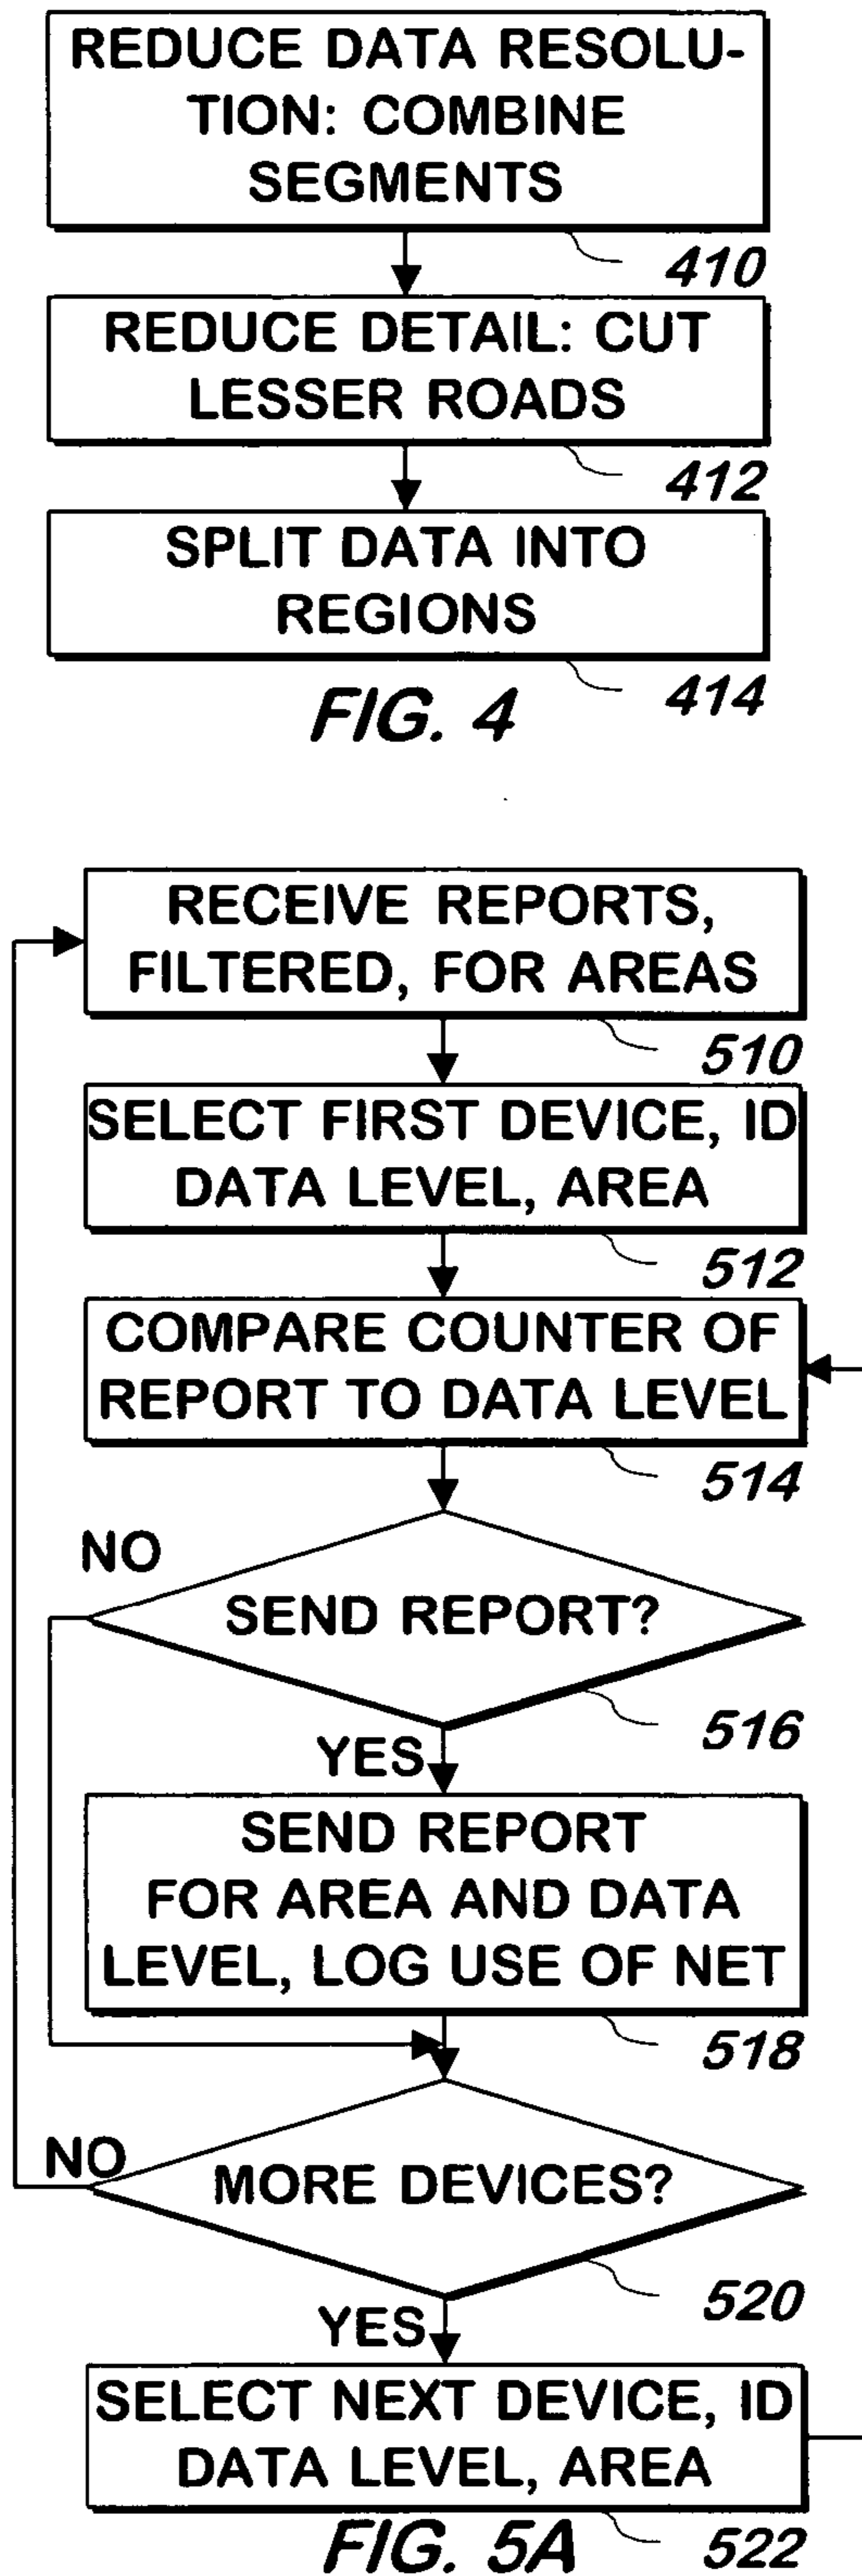 REDUCE DATA RESOLU-
TION: COMBINE
SEGMENTS
410
REDUCE DETAIL: CUT
LESSER ROADS
412
SPLIT DATA INTO
REGIONS
414
FIG. 4
RECEIVE REPORTS,
FILTERED, FOR AREAS
510
SELECT FIRST DEVICE, ID
DATA LEVEL, AREA
512
COMPARE COUNTER OF
REPORT TO DATA LEVEL
514
NO
SEND REPORT?
516
YES
SEND REPORT
FOR AREA AND DATA
LEVEL, LOG USE OF NET
518
NO
MORE DEVICES?
520
YES
SELECT NEXT DEVICE, ID
DATA LEVEL, AREA
522
FIG. 5A